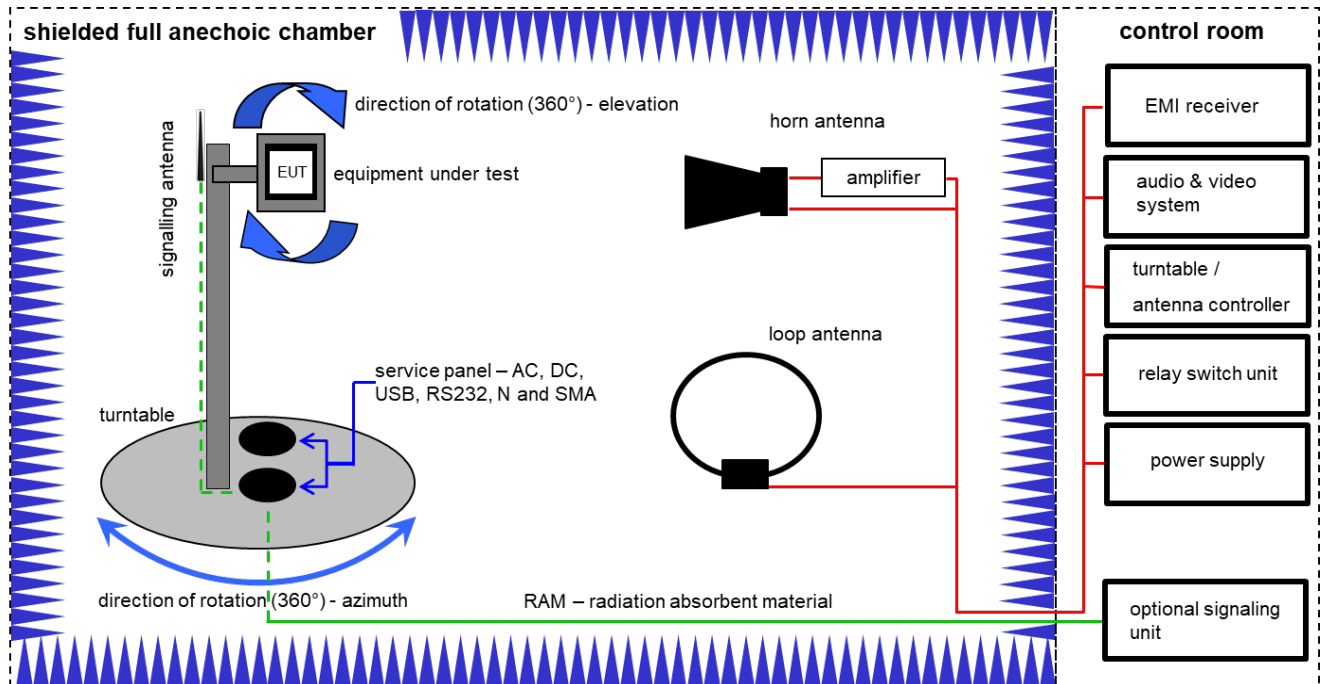 shielded full anechoic chamber
control room
direction of rotation (360°) - elevation
signalling antenna
EUT
equipment under test
horn antenna
amplifier
loop antenna
service panel – AC, DC,
USB, RS232, N and SMA
turntable
direction of rotation (360°) - azimuth
RAM – radiation absorbent material
EMI receiver
audio & video
system
turntable /
antenna controller
relay switch unit
power supply
optional signaling
unit